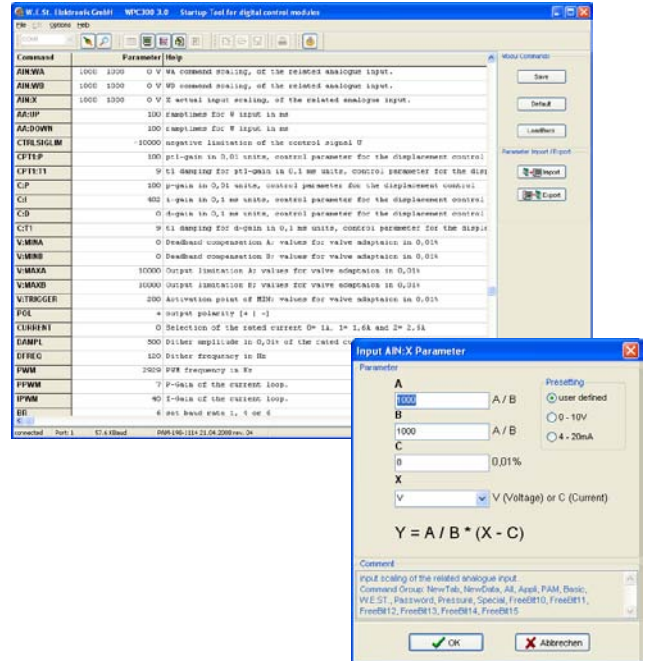 W.E.St. Elektronik GmbH WPC300 3.0 Startup Tool for digital control modules
File Options Help
Command Parameter Help
AIN:WA 1000 1000 0 V WA command scaling, of the related analogue input.
AIN:WB 1000 1000 0 V WB command scaling, of the related analogue input.
AIN:X 1000 1000 0 V X actual input scaling, of the related analogue input.
AA:UP 100 ramptimes for W input in ms
AA:DOWN 100 ramptimes for W input in ms
CTRLSIGLIM -10000 negative limitation of the control signal U
CPT1:P 100 pt1-gain in 0,01 units, control parameter for the displacement control
CPT1:T1 9 t1 damping for pt1-gain in 0,1 ms units, control parameter for the disp
C:P 100 p-gain in 0,01 units, control parameter for the displacement control
C:I 402 i-gain in 0,1 ms units, control parameter for the displacement control
C:D 0 d-gain in 0,1 ms units, control parameter for the displacement control
C:T1 9 t1 damping for d-gain in 0,1 ms units, control parameter for the displa
V:MINA 0 Deadband compensation A: values for valve adaptaion in 0,01%
V:MINB 0 Deadband compensation B: values for valve adaptaion in 0,01%
V:MAXA 10000 Output limitation A: values for valve adaptaion in 0,01%
V:MAXB 10000 Output limitation B: values for valve adaptaion in 0,01%
V:TRIGGER 200 Activation point of MIN: values for valve adaptaion in 0,01%
POL + output polarity [+ | -]
CURRENT 0 Selection of the rated current 0= 1A, 1= 1,6A and 2= 2,6A
DAMPL 500 Dither amplitude in 0,01% of the rated cu
DFREQ 120 Dither frequency in Hz
PWM 2929 PWM frequency in Hz
PPWM 7 P-Gain of the current loop.
IPWM 40 I-Gain of the current loop.
BR 6 set baud rate 1, 4 or 6
connected Port: 1 57.6 KBaud PAM-190-1114 21.04.2008 rev. 04
About Commands
Save
Default
LoadBack
Parameter Import / Export
Import
Export
Input AIN:X Parameter
Parameter
A
1000 A / B
B
1000 A / B
C
0 0,01%
X
V V (Voltage) or C (Current)
Presetting
user defined
0 - 10V
4 - 20mA
Y = A / B * (X - C)
Comment
input scaling of the related analogue input.
Command Group: NewTab, NewData, All, Appli, PAM, Basic,
W.E.ST., Password, Pressure, Special, FreeBit10, FreeBit11,
FreeBit12, FreeBit13, FreeBit14, FreeBit15
OK Abbrechen